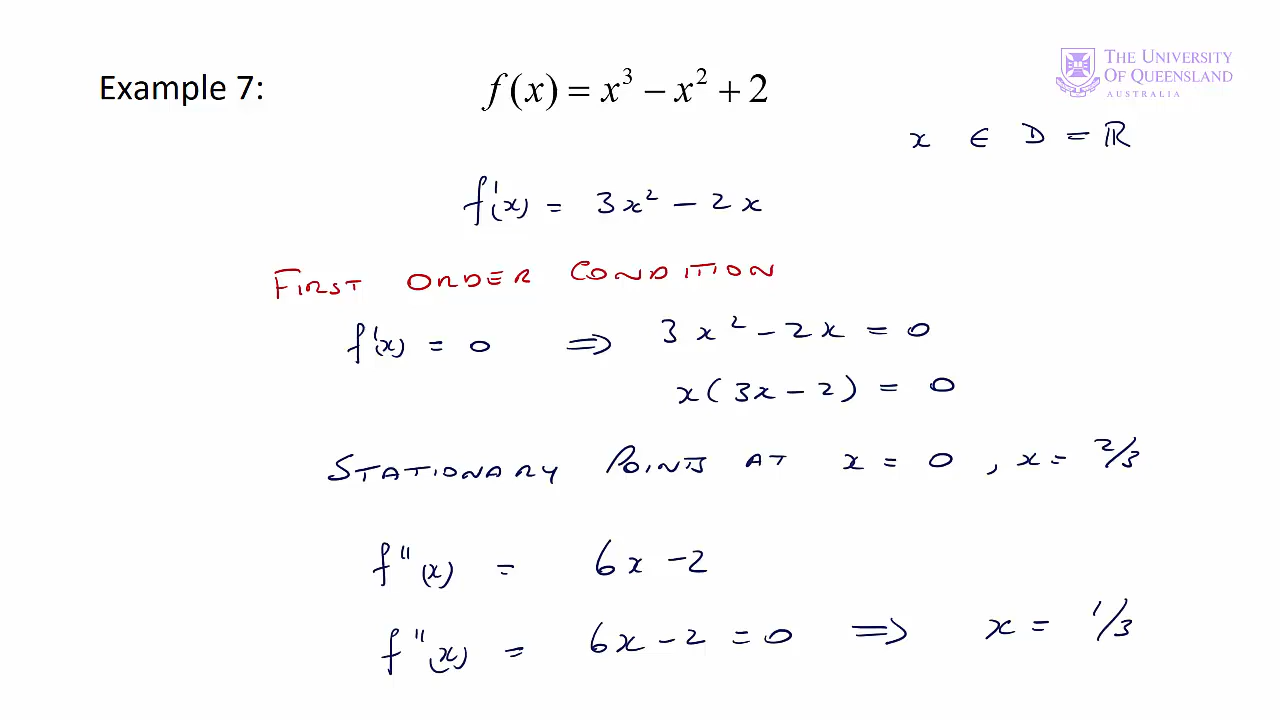 THE UNIVERSITY
OF QUEENSLAND
AUSTRALIA
Example 7: f(x) = x³ − x² + 2
x ∈ D = ℝ
f'(x) = 3x² − 2x
FIRST ORDER CONDITION
f'(x) = 0 ⟹ 3x² − 2x = 0
x(3x − 2) = 0
STATIONARY POINTS AT x = 0, x = 2/3
f''(x) = 6x − 2
f''(x) = 6x − 2 = 0 ⟹ x = 1/3